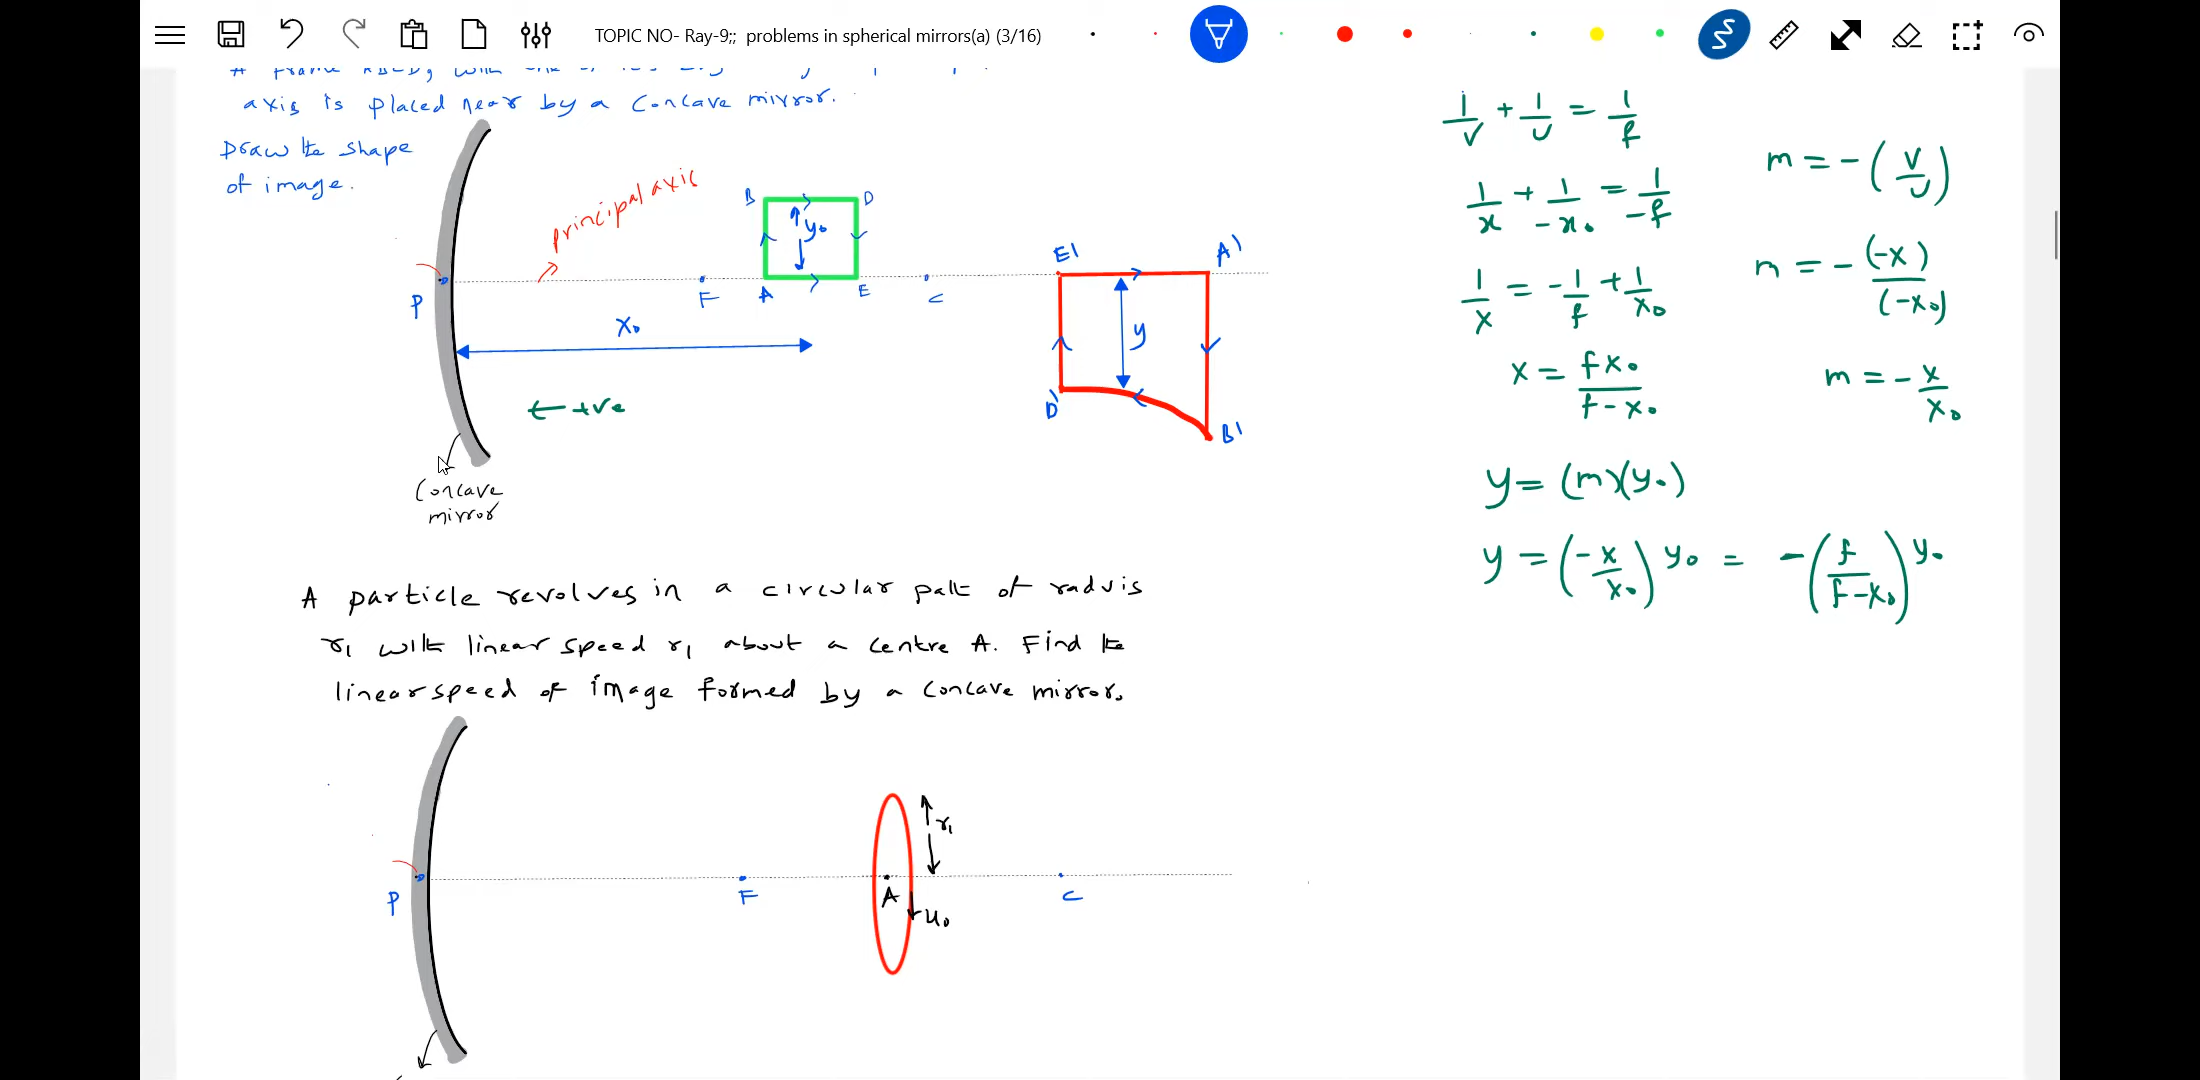 TOPIC NO- Ray-9;; problems in spherical mirrors(a) (3/16)
axis is placed near by a concave mirror.
Draw the shape
of image.
principal axis
B D
y₀
P F A E C
x₀
← +ve
concave
mirror
E' A'
y
D' B'
1/v + 1/u = 1/f
1/x + 1/-x₀ = 1/-f
1/x = -1/f + 1/x₀
x = fx₀/f-x₀
m = -(v/u)
m = -(-x)/(-x₀)
m = -x/x₀
y = (m)(y₀)
y = (-x/x₀) y₀ = -(f/f-x₀) y₀
A particle revolves in a circular path of radius
r₁ with linear speed r₁ about a centre A. Find the
linear speed of image formed by a concave mirror.
r₁
P F A C
u₀